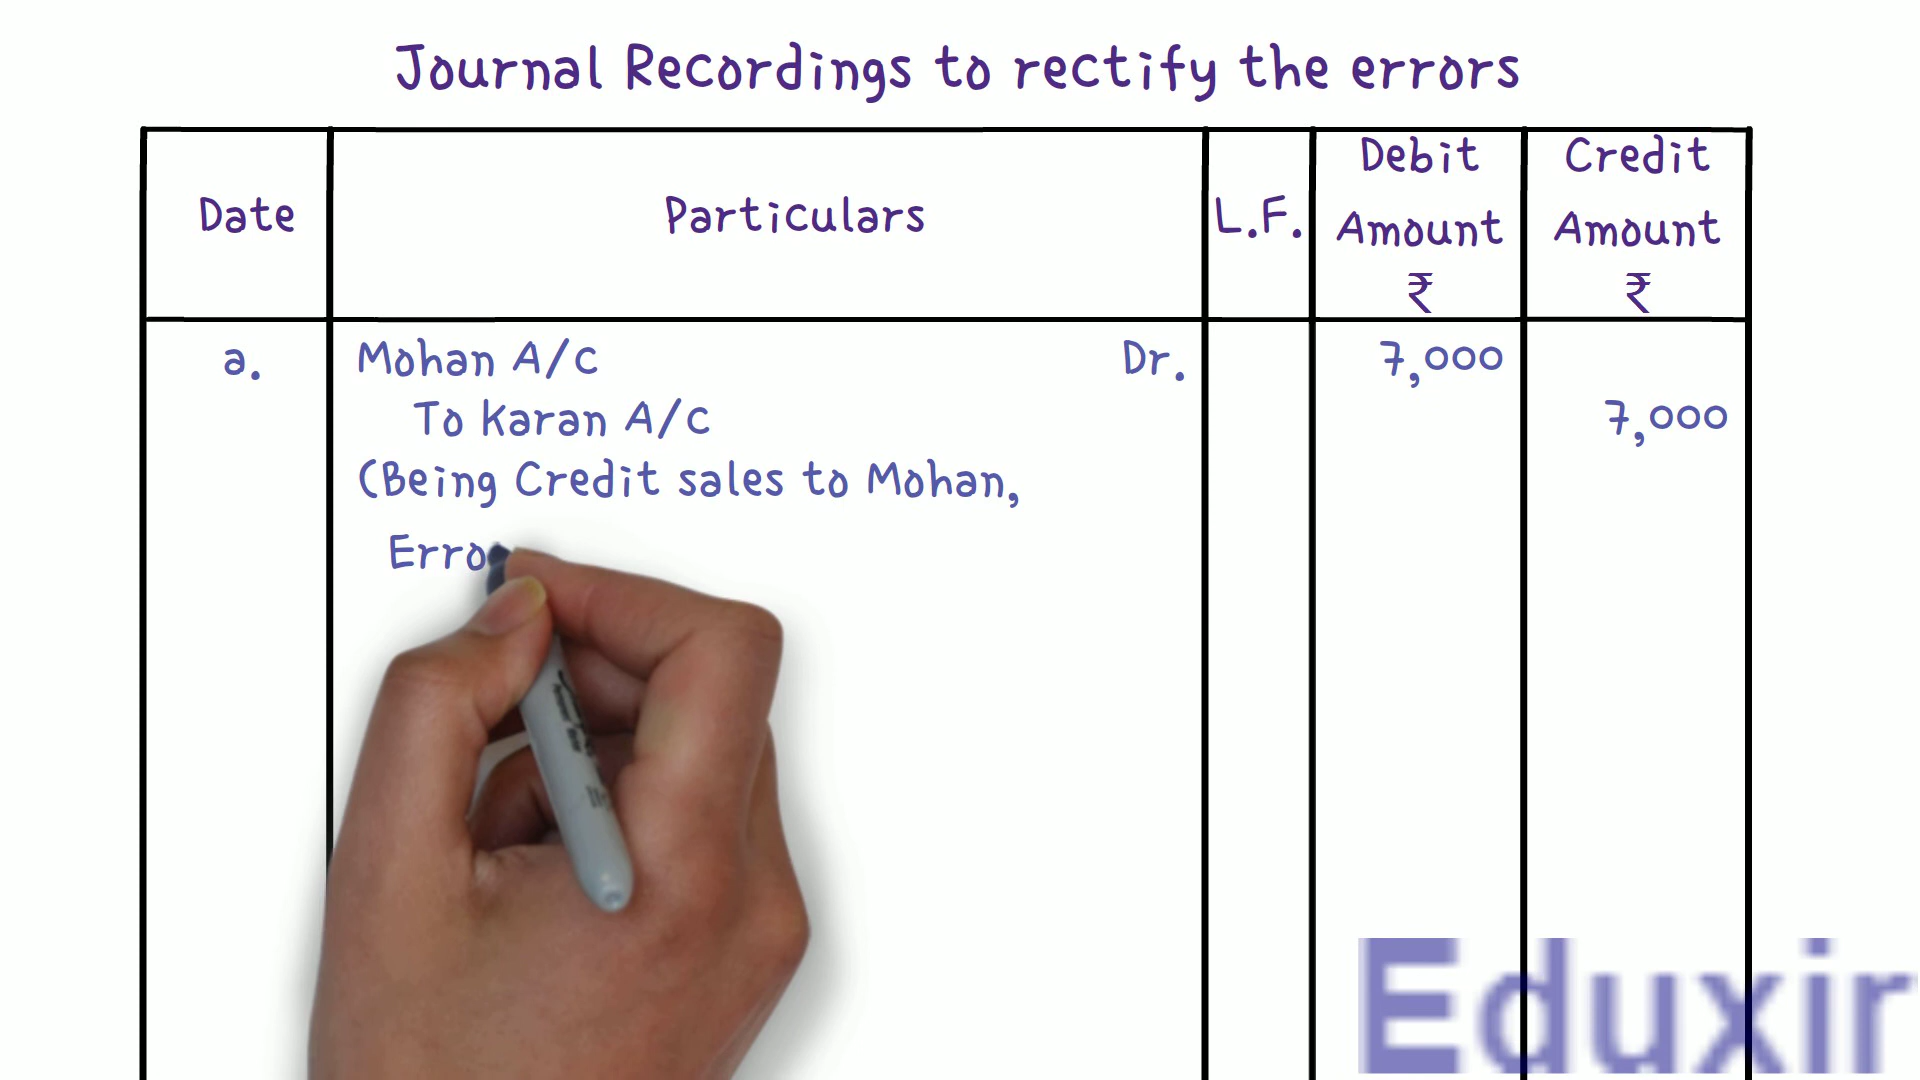 Journal Recordings to rectify the errors
Date
Particulars
L.F.
Debit
Amount
₹
Credit
Amount
₹
a.
Mohan A/c
Dr.
7,000
To Karan A/c
7,000
(Being Credit sales to Mohan,
Erro
Eduxir